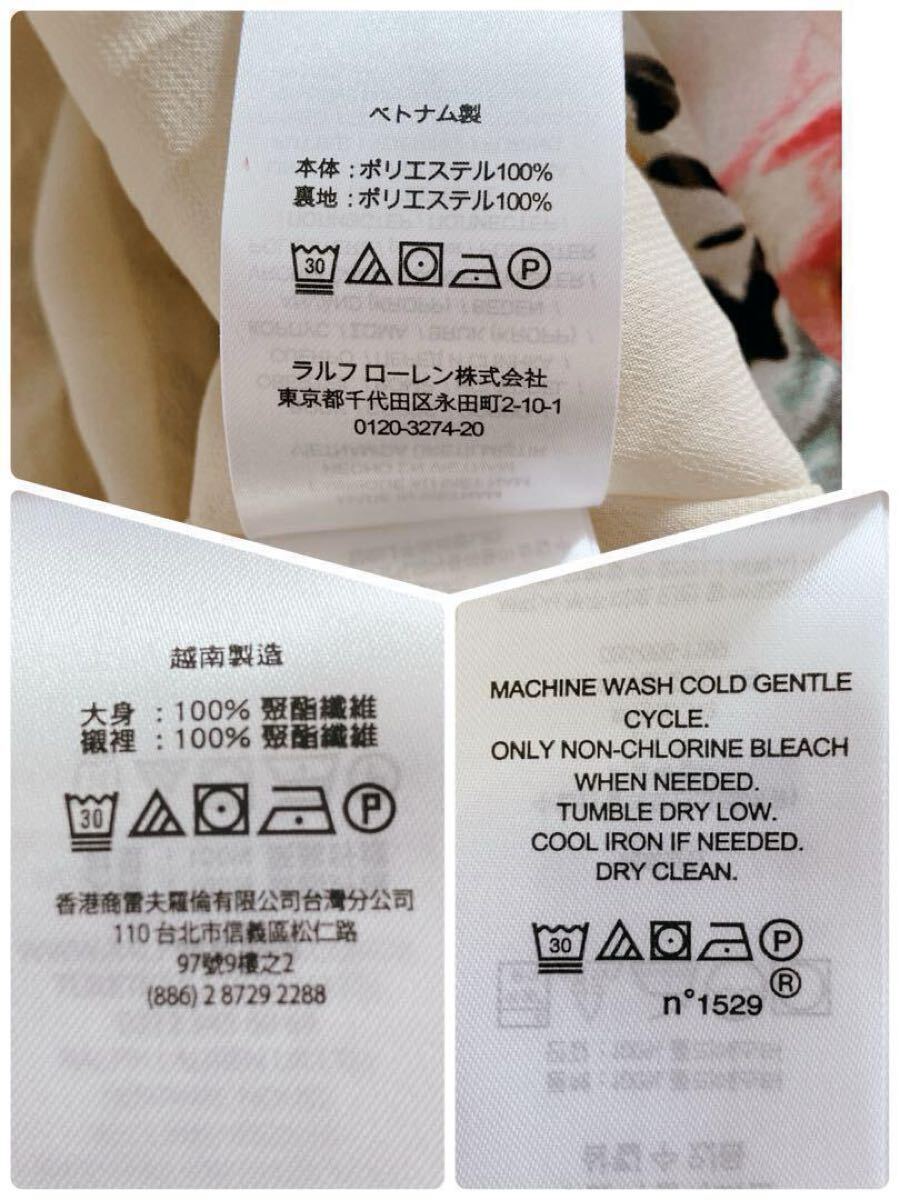 ベトナム製
本体 : ポリエステル100%
裏地 : ポリエステル100%
30 P
ラルフ ローレン株式会社
東京都千代田区永田町2-10-1
0120-3274-20
越南製造
大身 : 100% 聚酯纖維
襯裡 : 100% 聚酯纖維
30 P
香港商雷夫羅倫有限公司台灣分公司
110 台北市信義區松仁路
97號9樓之2
(886) 2 8729 2288
MACHINE WASH COLD GENTLE
CYCLE.
ONLY NON-CHLORINE BLEACH
WHEN NEEDED.
TUMBLE DRY LOW.
COOL IRON IF NEEDED.
DRY CLEAN.
30 P
n°1529 ®